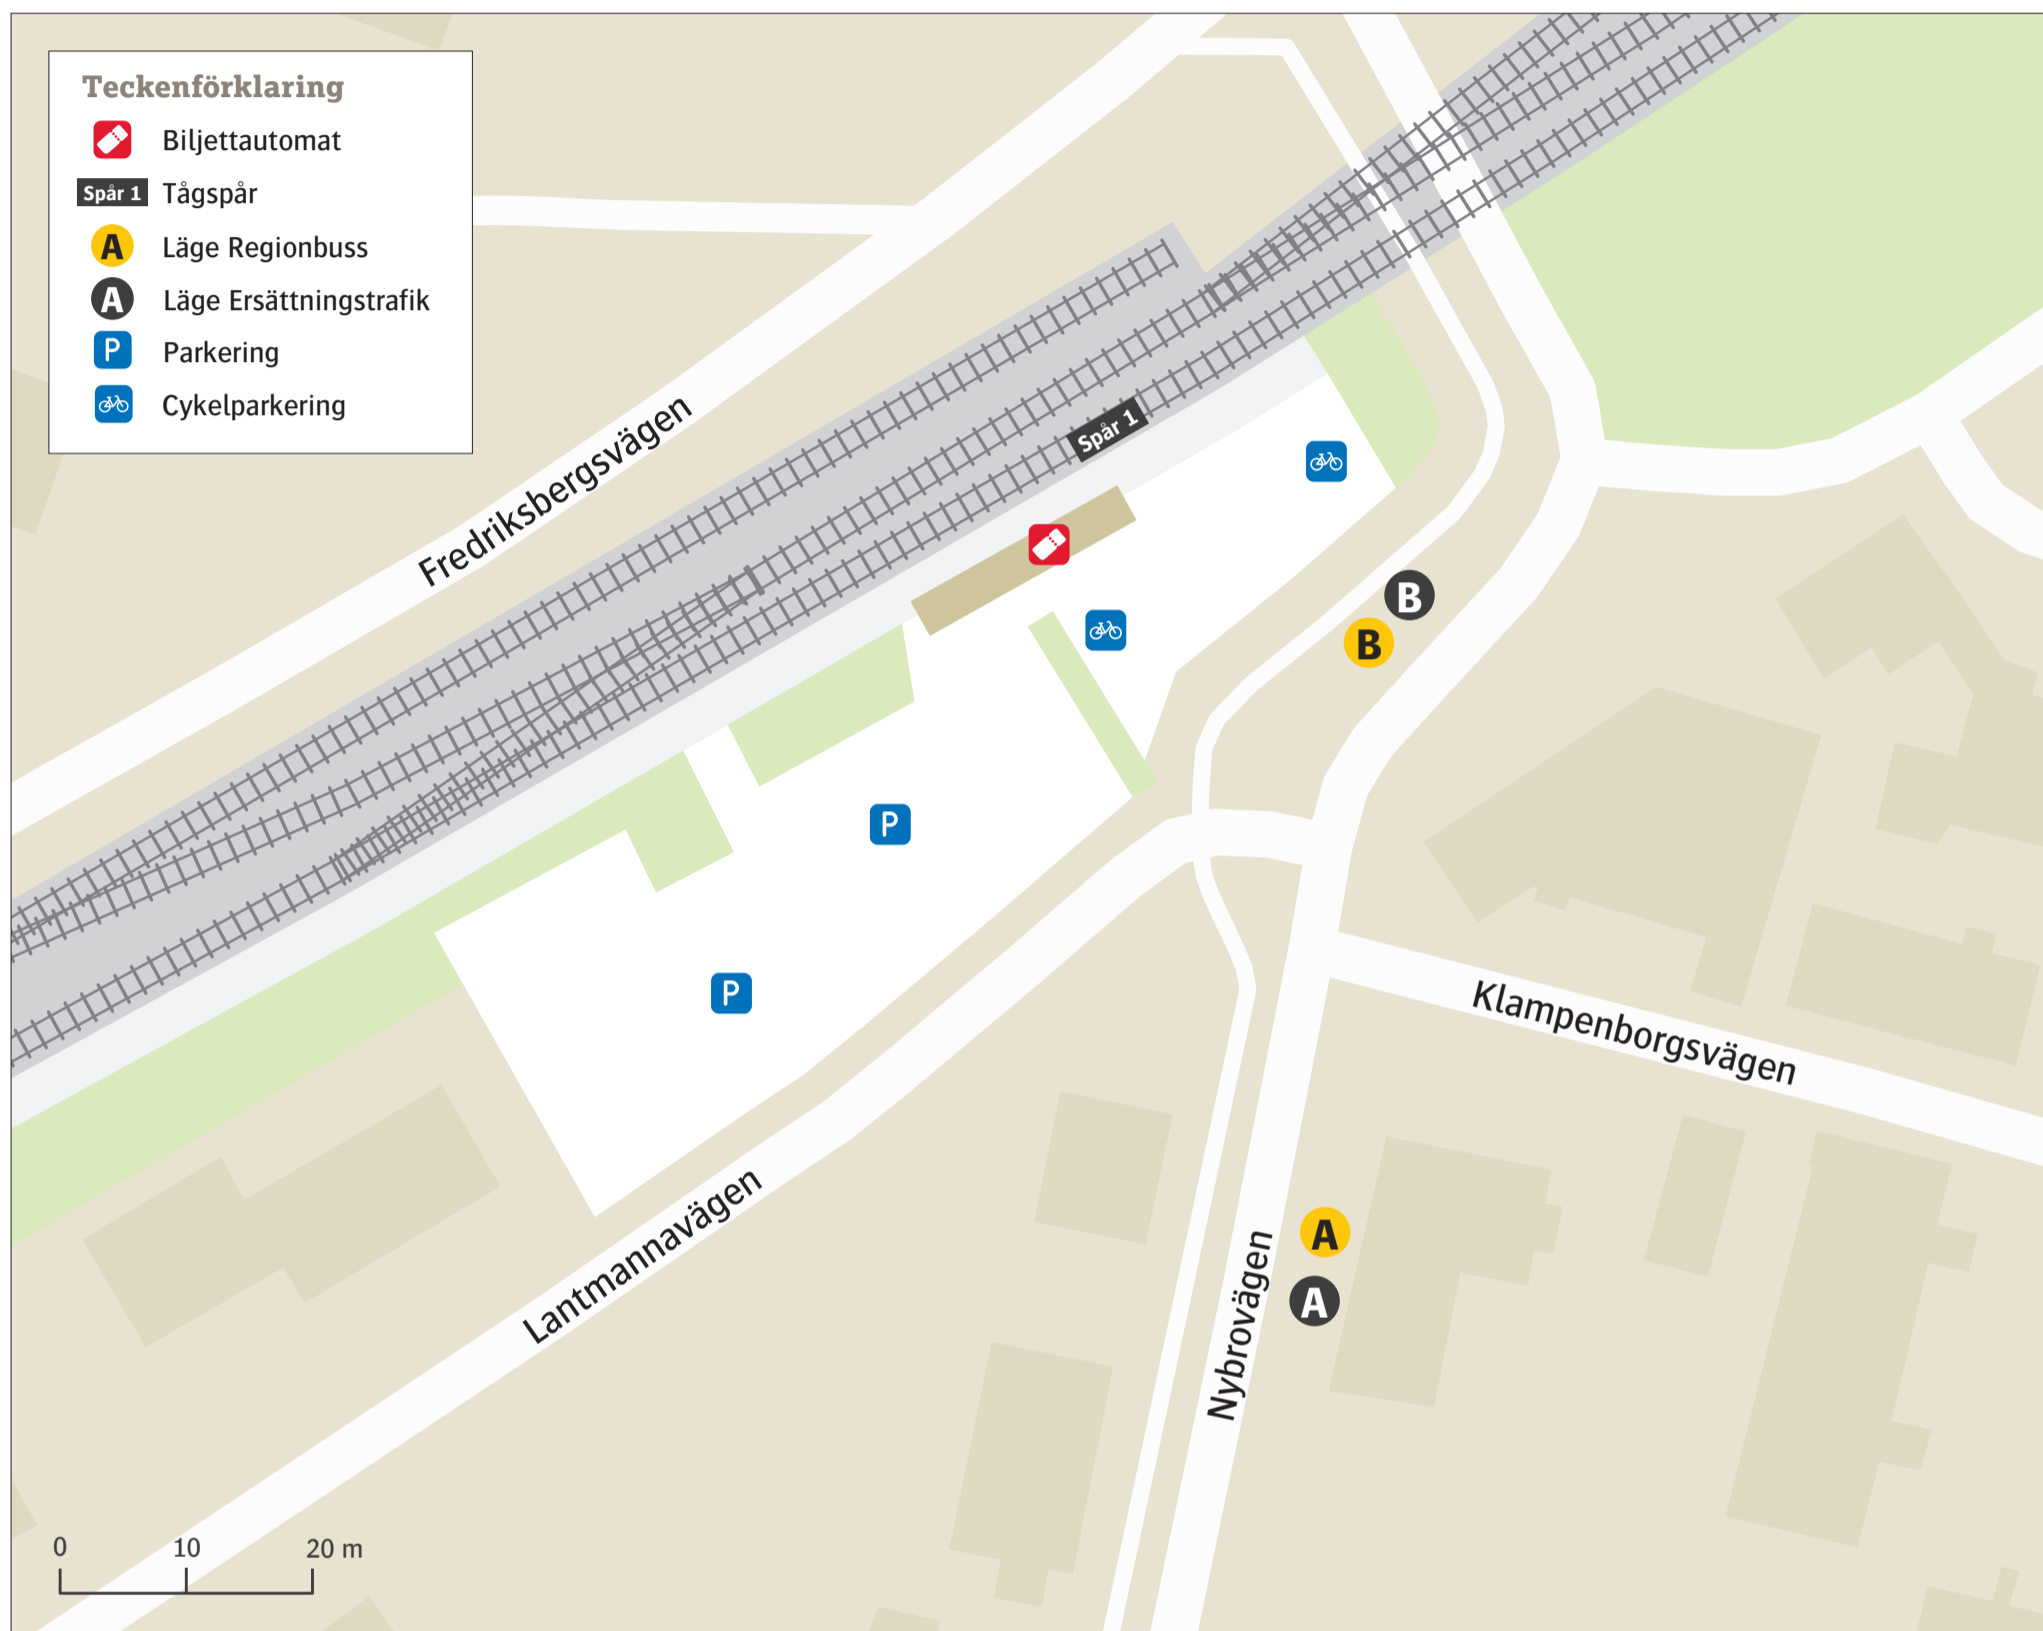 Teckenförklaring
Biljettautomat
Spår 1 Tågspår
A Läge Regionbuss
A Läge Ersättningstrafik
P Parkering
Cykelparkering
Fredriksbergsvägen
Spår 1
B
B
P
P
Klampenborgsvägen
Lantmannavägen
Nybrovägen
A
A
0 10 20 m